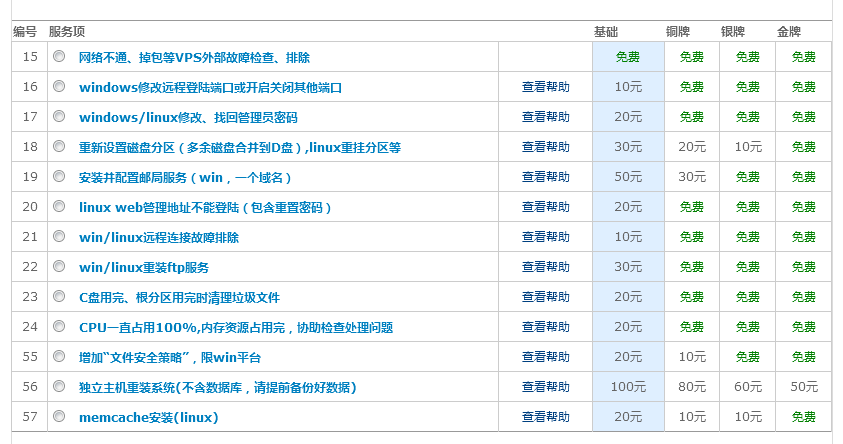 编号 服务项 基础 铜牌 银牌 金牌
15 网络不通、掉包等VPS外部故障检查、排除 免费 免费 免费 免费
16 windows修改远程登陆端口或开启关闭其他端口 查看帮助 10元 免费 免费 免费
17 windows/linux修改、找回管理员密码 查看帮助 20元 免费 免费 免费
18 重新设置磁盘分区（多余磁盘合并到D盘）,linux重挂分区等 查看帮助 30元 20元 10元 免费
19 安装并配置邮局服务（win，一个域名） 查看帮助 50元 30元 免费 免费
20 linux web管理地址不能登陆（包含重置密码） 查看帮助 20元 免费 免费 免费
21 win/linux远程连接故障排除 查看帮助 10元 免费 免费 免费
22 win/linux重装ftp服务 查看帮助 30元 免费 免费 免费
23 C盘用完、根分区用完时清理垃圾文件 查看帮助 20元 免费 免费 免费
24 CPU一直占用100%,内存资源占用完，协助检查处理问题 查看帮助 20元 免费 免费 免费
55 增加“文件安全策略”，限win平台 查看帮助 20元 10元 免费 免费
56 独立主机重装系统(不含数据库，请提前备份好数据) 查看帮助 100元 80元 60元 50元
57 memcache安装(linux) 查看帮助 20元 10元 10元 免费